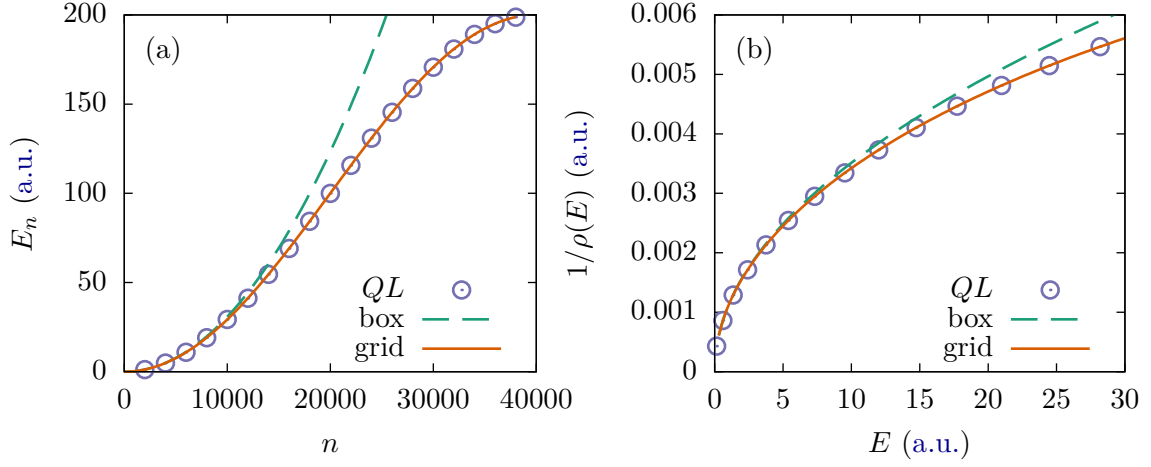 (a)
E_n (a.u.)
200
150
100
50
0
0 10000 20000 30000 40000
n
QL
box
grid
(b)
1/ρ(E) (a.u.)
0.006
0.005
0.004
0.003
0.002
0.001
0
0 5 10 15 20 25 30
E (a.u.)
QL
box
grid